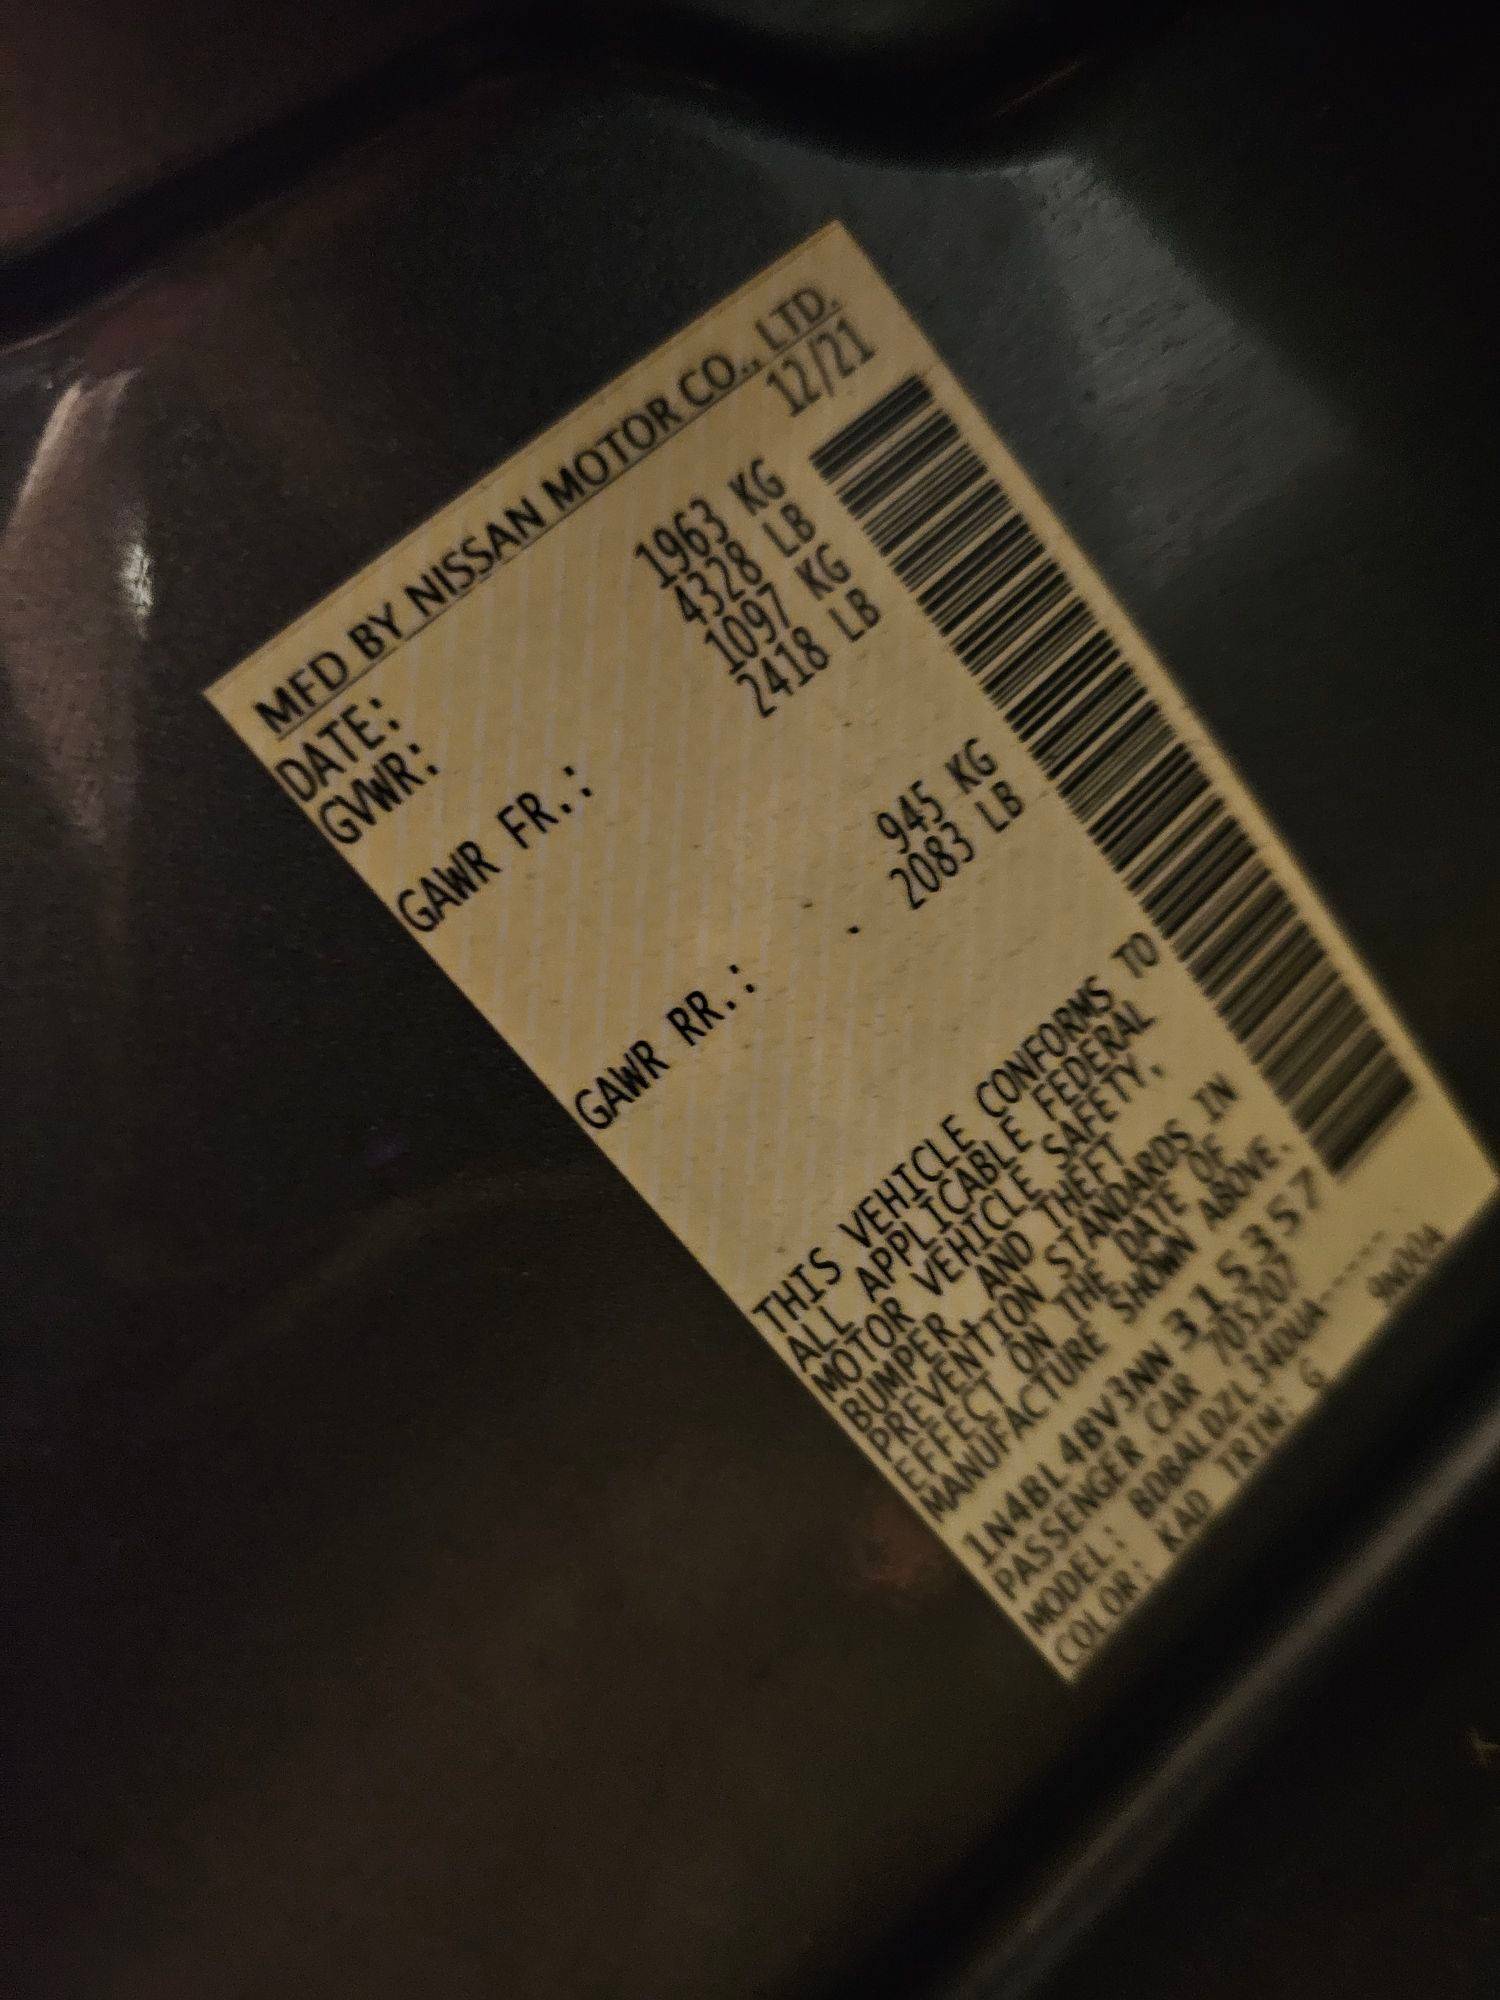 MFD BY NISSAN MOTOR CO., LTD.
DATE: 12/21
GVWR: 1963 KG
4328 LB
GAWR FR.: 1097 KG
2418 LB
GAWR RR.: 945 KG
2083 LB
THIS VEHICLE CONFORMS TO
ALL APPLICABLE FEDERAL
MOTOR VEHICLE SAFETY,
BUMPER, AND THEFT
PREVENTION STANDARDS IN
EFFECT ON THE DATE OF
MANUFACTURE SHOWN ABOVE.
1N4BL4BV3NN315357
PASSENGER CAR 705207
MODEL: BDBALDZL34DUA-----
COLOR: KAD TRIM: G 9N00A